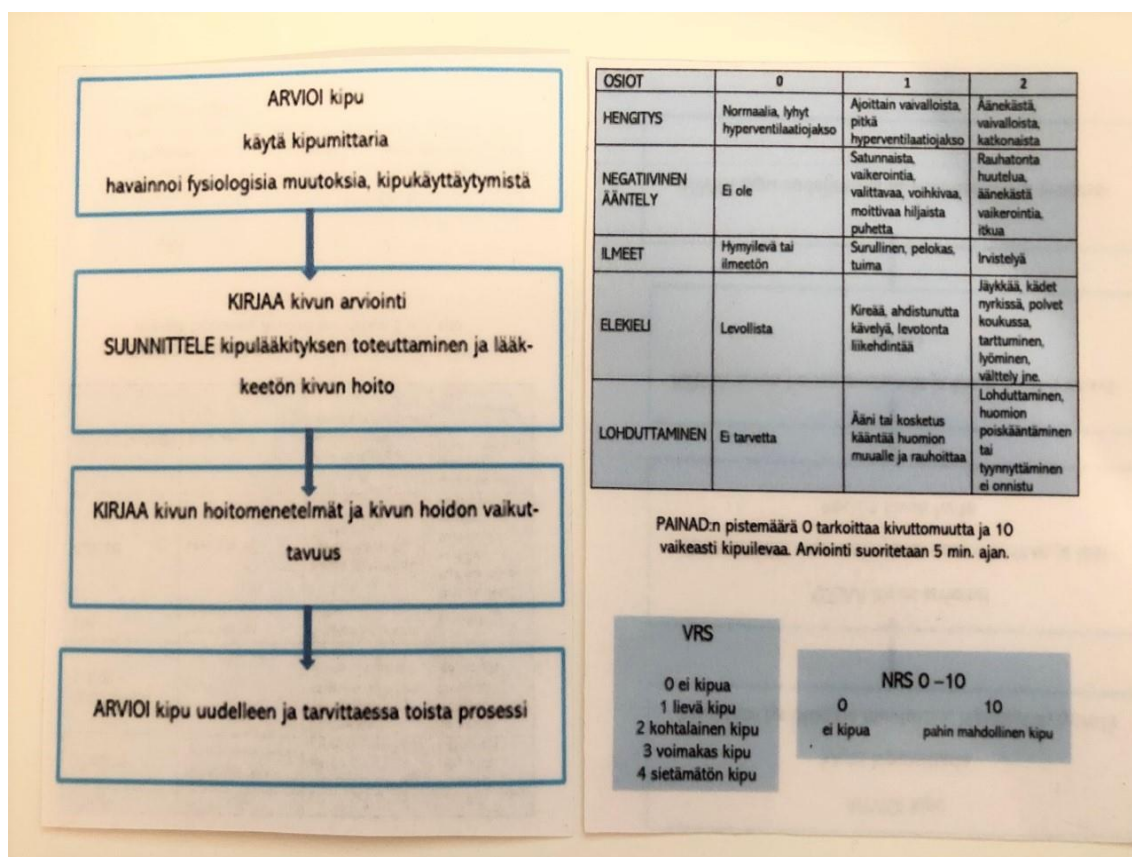 ARVIOI kipu
käytä kipumittaria
havainnoi fysiologisia muutoksia, kipukäyttäytymistä
KIRJAA kivun arviointi
SUUNNITTELE kipulääkityksen toteuttaminen ja lääk-
keetön kivun hoito
KIRJAA kivun hoitomenetelmät ja kivun hoidon vaikut-
tavuus
ARVIOI kipu uudelleen ja tarvittaessa toista prosessi
OSIOT 0 1 2
HENGITYS
Normaalia, lyhyt
hyperventilaatiojakso
Ajoittain vaivalloista,
pitkä
hyperventilaatiojakso
Äänekästä,
vaivalloista,
katkonaista
NEGATIIVINEN
ÄÄNTELY
Ei ole
Satunnaista,
vaikerointia,
valittavaa, voihkivaa,
moittivaa hiljaista
puhetta
Rauhatonta
huutelua,
äänekästä
vaikerointia,
itkua
ILMEET
Hymyilevä tai
ilmeetön
Surullinen, pelokas,
tuima
Irvistelyä
ELEKIELI
Levollista
Kireää, ahdistunutta
kävelyä, levotonta
liikehdintää
Jäykkää, kädet
nyrkissä, polvet
koukussa,
tarttuminen,
lyöminen,
välttely jne.
LOHDUTTAMINEN
Ei tarvetta
Ääni tai kosketus
kääntää huomion
muualle ja rauhoittaa
Lohduttaminen,
huomion
poiskääntäminen
tai
tyynnyttäminen
ei onnistu
PAINAD:n pistemäärä 0 tarkoittaa kivuttomuutta ja 10
vaikeasti kipuilevaa. Arviointi suoritetaan 5 min. ajan.
VRS
0 ei kipua
1 lievä kipu
2 kohtalainen kipu
3 voimakas kipu
4 sietämätön kipu
NRS 0 –10
0 10
ei kipua pahin mahdollinen kipu